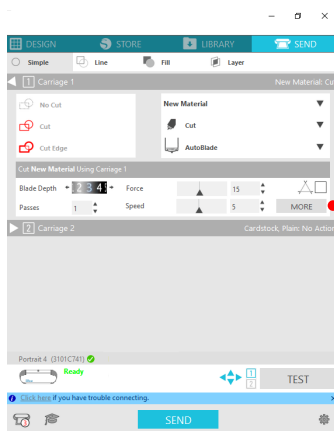 DESIGN STORE LIBRARY SEND
Simple Line Fill Layer
1 Carriage 1 New Material: Cu
No Cut
Cut
Cut Edge
New Material
Cut
AutoBlade
Cut New Material Using Carriage 1
Blade Depth 2 3 4 Force 15
Passes 1 Speed 5 MORE
2 Carriage 2 Cardstock, Plain: No Action
Portrait 4 (3101C741)
Ready
1
2
TEST
Click here if you have trouble connecting.
SEND